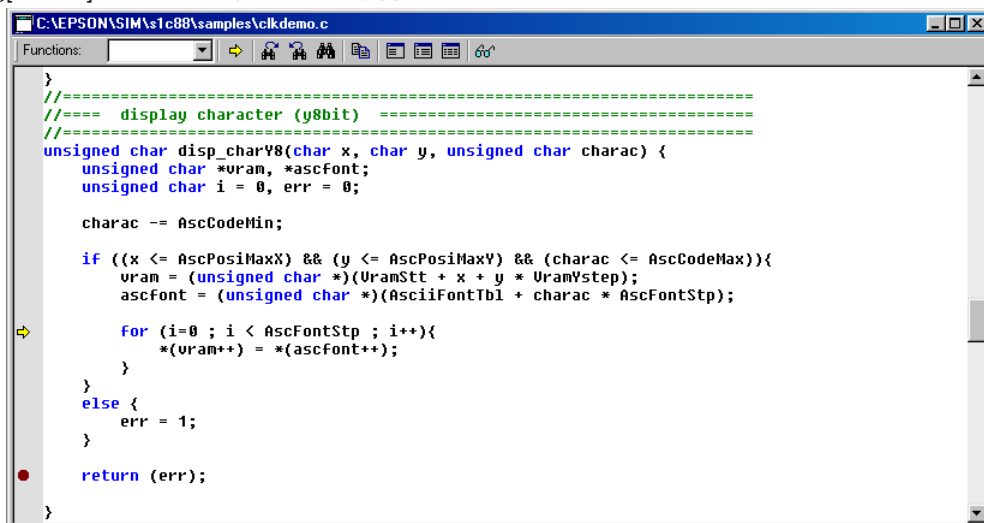 C:\EPSON\SIM\s1c88\samples\clkdemo.c
Functions:
}
//=========================================================================
//==== display character (y8bit) =======================================
//=========================================================================
unsigned char disp_charY8(char x, char y, unsigned char charac) {
unsigned char *vram, *ascfont;
unsigned char i = 0, err = 0;
charac -= AscCodeMin;
if ((x <= AscPosiMaxX) && (y <= AscPosiMaxY) && (charac <= AscCodeMax)){
vram = (unsigned char *)(VramStt + x + y * VramYstep);
ascfont = (unsigned char *)(AsciiFontTbl + charac * AscFontStp);
for (i=0 ; i < AscFontStp ; i++){
*(vram++) = *(ascfont++);
}
}
else {
err = 1;
}
return (err);
}